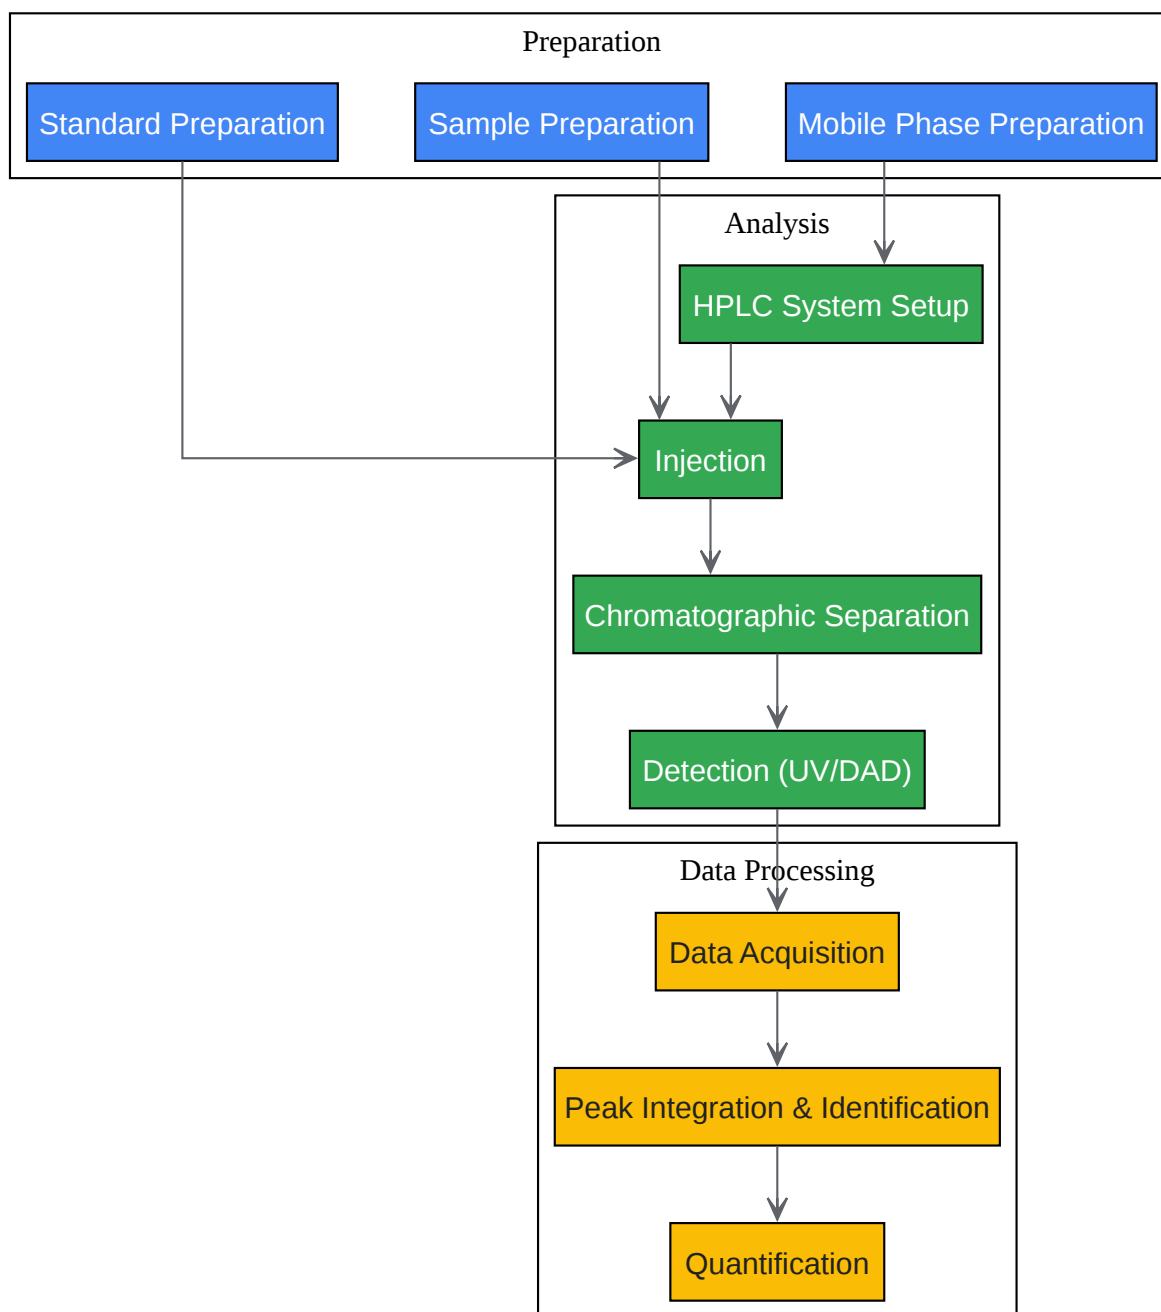 Preparation
Standard Preparation
Sample Preparation
Mobile Phase Preparation
Analysis
HPLC System Setup
Injection
Chromatographic Separation
Detection (UV/DAD)
Data Processing
Data Acquisition
Peak Integration & Identification
Quantification